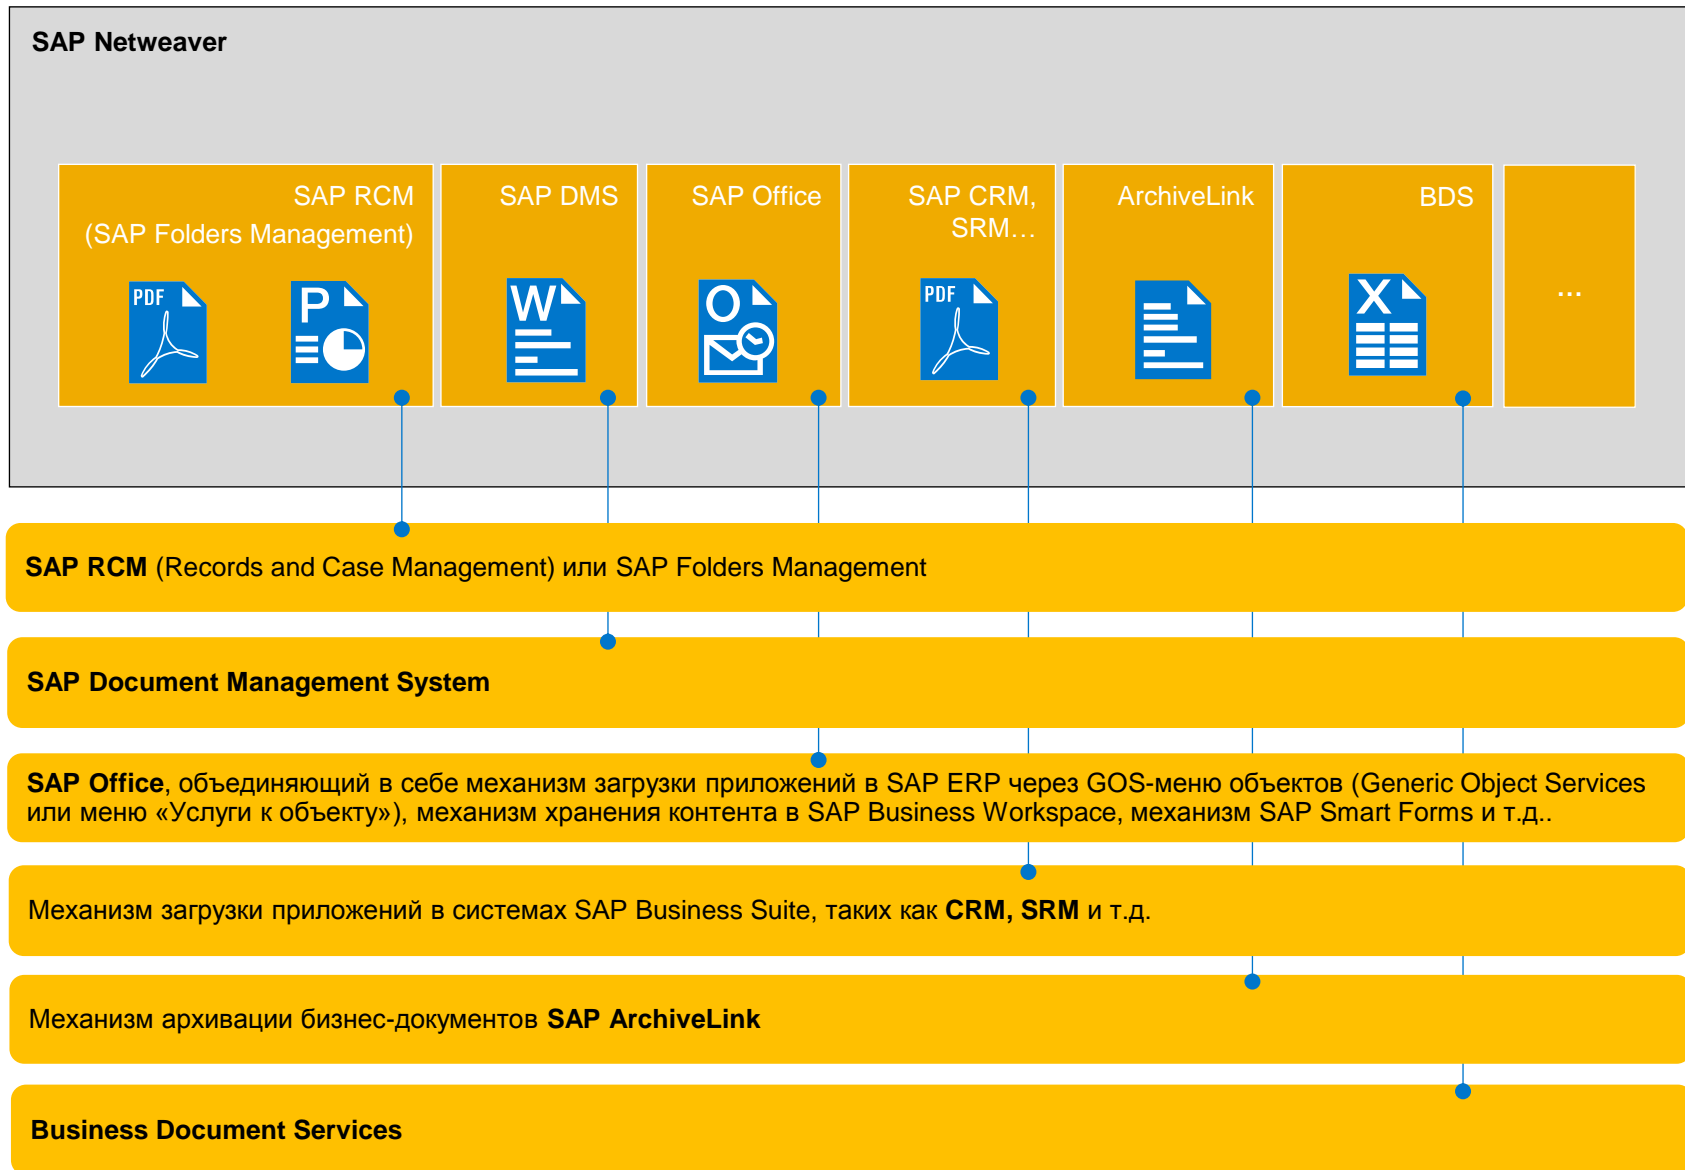 SAP Netweaver
SAP RCM
(SAP Folders Management)
SAP DMS
SAP Office
SAP CRM,
SRM…
ArchiveLink
BDS
…
PDF
P
W
O
PDF
X
SAP RCM (Records and Case Management) или SAP Folders Management
SAP Document Management System
SAP Office, объединяющий в себе механизм загрузки приложений в SAP ERP через GOS-меню объектов (Generic Object Services
или меню «Услуги к объекту»), механизм хранения контента в SAP Business Workspace, механизм SAP Smart Forms и т.д..
Механизм загрузки приложений в системах SAP Business Suite, таких как CRM, SRM и т.д.
Механизм архивации бизнес-документов SAP ArchiveLink
Business Document Services